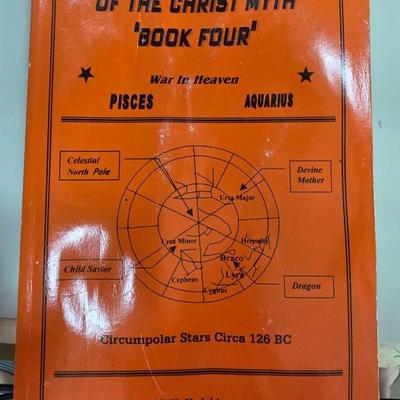 OF THE CHRIST MYTH
"BOOK FOUR"
War In Heaven
PISCES AQUARIUS
Celestial
North Pole
Devine
Mother
Ursa Major
Ursa Minor
Hercules
Draco
Lyra
Child Savior
Cepheus
Cygnus
Dragon
Circumpolar Stars Circa 126 BC